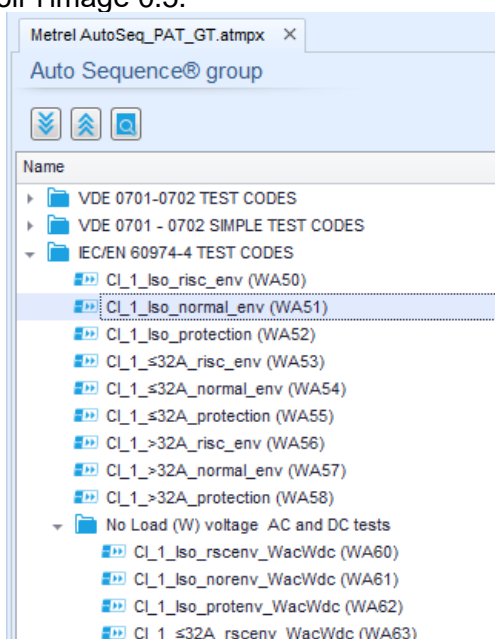 Metrel AutoSeq_PAT_GT.atmpx ×
Auto Sequence® group
Name
VDE 0701-0702 TEST CODES
VDE 0701 - 0702 SIMPLE TEST CODES
IEC/EN 60974-4 TEST CODES
Cl_1_Iso_risc_env (WA50)
Cl_1_Iso_normal_env (WA51)
Cl_1_Iso_protection (WA52)
Cl_1_≤32A_risc_env (WA53)
Cl_1_≤32A_normal_env (WA54)
Cl_1_≤32A_protection (WA55)
Cl_1_>32A_risc_env (WA56)
Cl_1_>32A_normal_env (WA57)
Cl_1_>32A_protection (WA58)
No Load (W) voltage AC and DC tests
Cl_1_Iso_rscenv_WacWdc (WA60)
Cl_1_Iso_norenv_WacWdc (WA61)
Cl_1_Iso_protenv_WacWdc (WA62)
Cl_1_≤32A_rscenv_WacWdc (WA63)